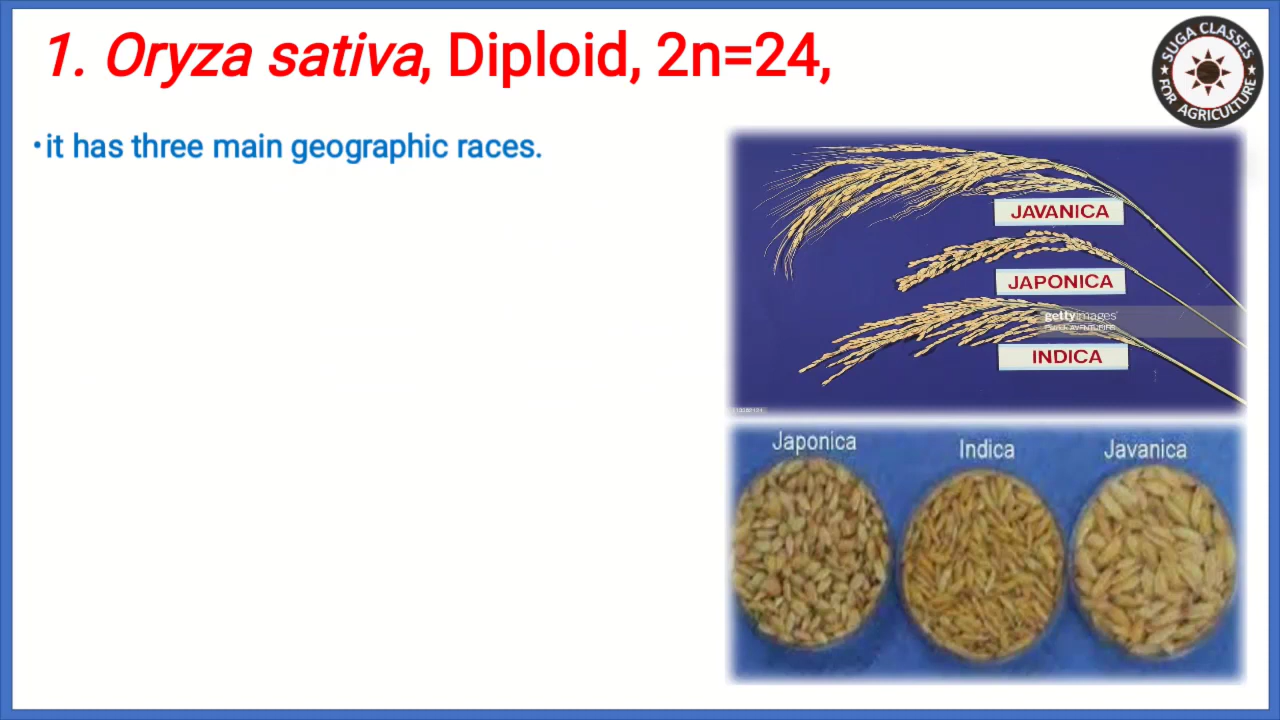 1. Oryza sativa, Diploid, 2n=24,
SUGA CLASSES
★ FOR AGRICULTURE ★
•it has three main geographic races.
JAVANICA
JAPONICA
gettyimages
INDICA
Japonica Indica Javanica